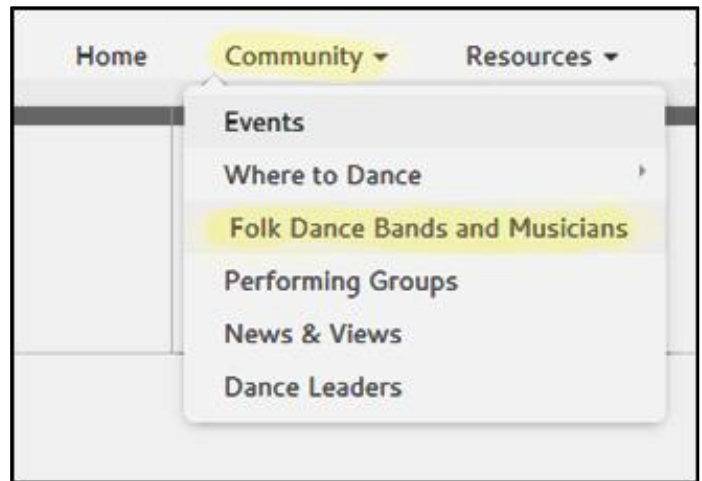 Home Community Resources
Events
Where to Dance
Folk Dance Bands and Musicians
Performing Groups
News & Views
Dance Leaders